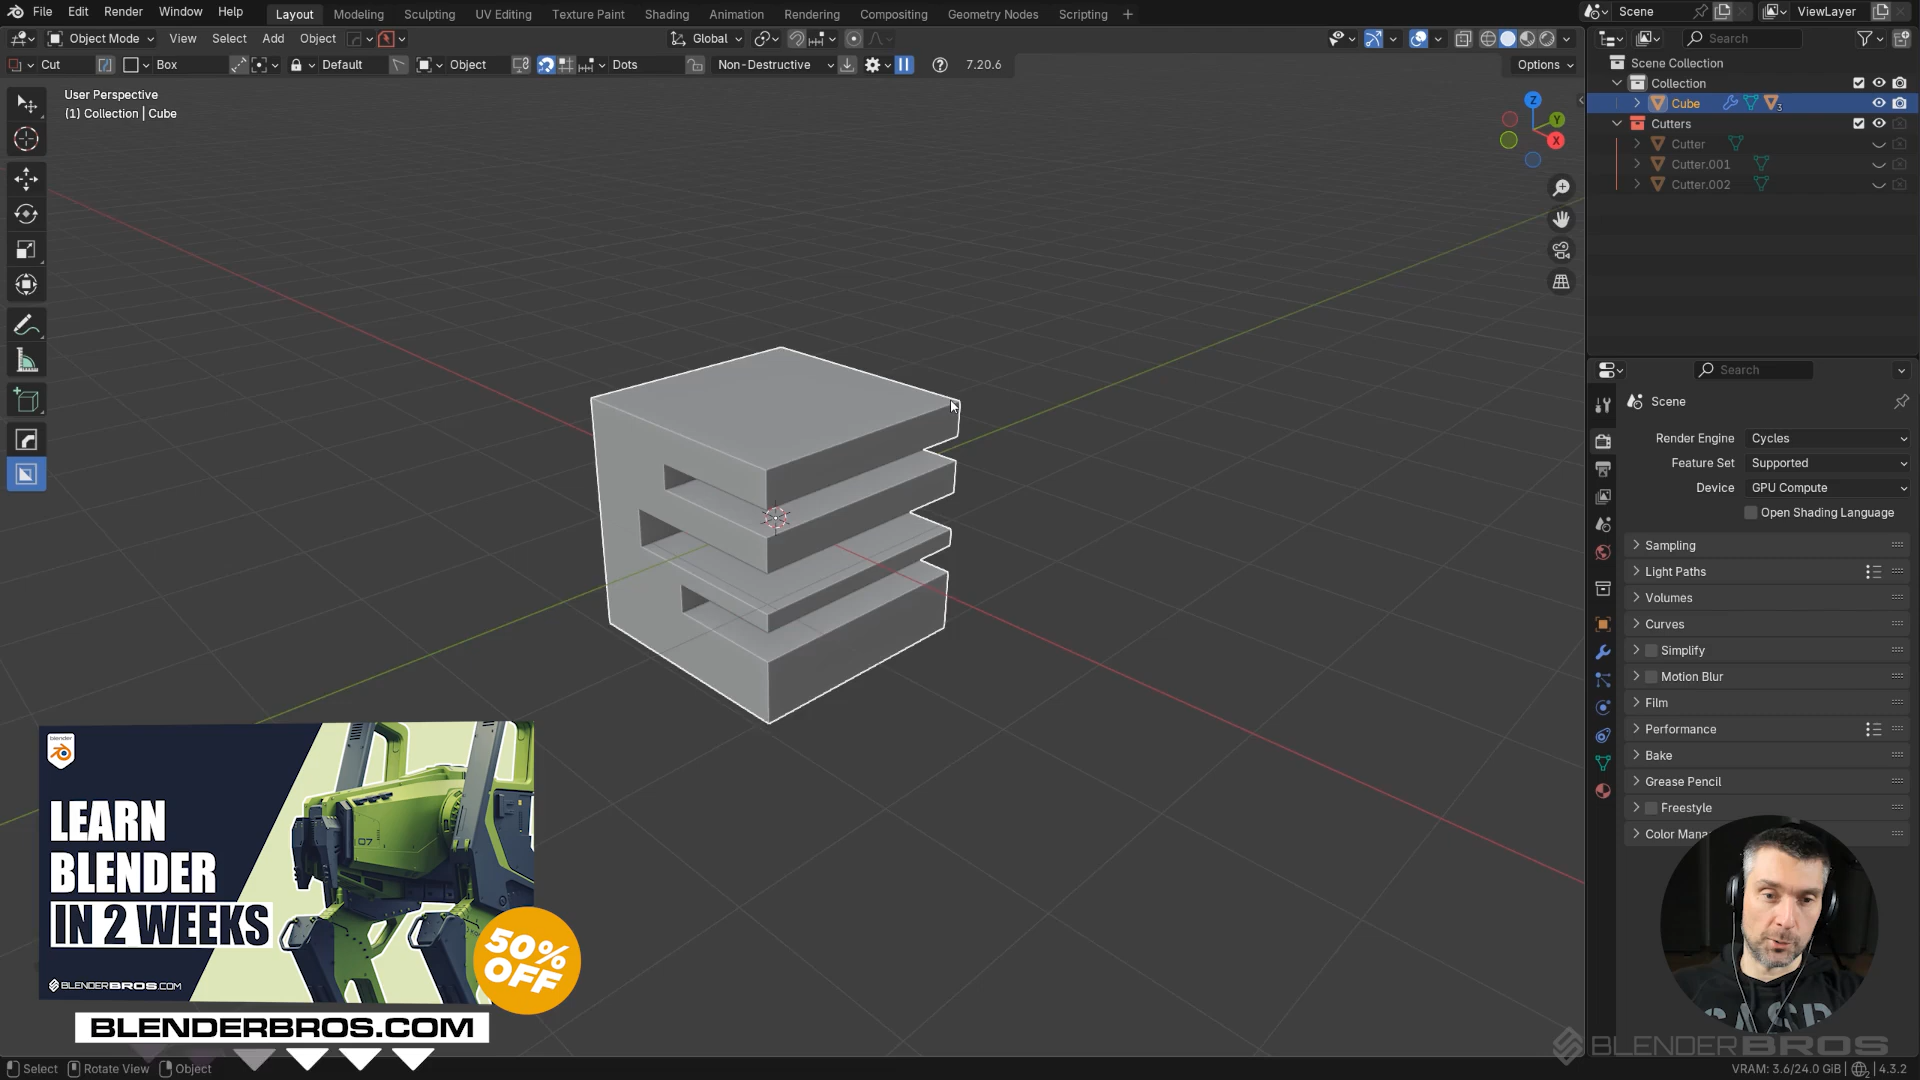 File Edit Render Window Help Layout Modeling Sculpting UV Editing Texture Paint Shading Animation Rendering Compositing Geometry Nodes Scripting + Scene ViewLayer
Object Mode View Select Add Object Global Search
Cut Box Default Object Dots Non-Destructive 7.20.6 Options
User Perspective
(1) Collection | Cube
Scene Collection
Collection
Cube 3
Cutters
Cutter
Cutter.001
Cutter.002
Z
Y
X
Search
Scene
Render Engine Cycles
Feature Set Supported
Device GPU Compute
Open Shading Language
Sampling
Light Paths
Volumes
Curves
Simplify
Motion Blur
Film
Performance
Bake
Grease Pencil
Freestyle
Color Mana
blender
07
LEARN
BLENDER
IN 2 WEEKS
50%
OFF
BLENDERBROS.COM
BLENDERBROS.COM
BLENDERBROS
Select Rotate View Object VRAM: 3.6/24.0 GiB 4.3.2